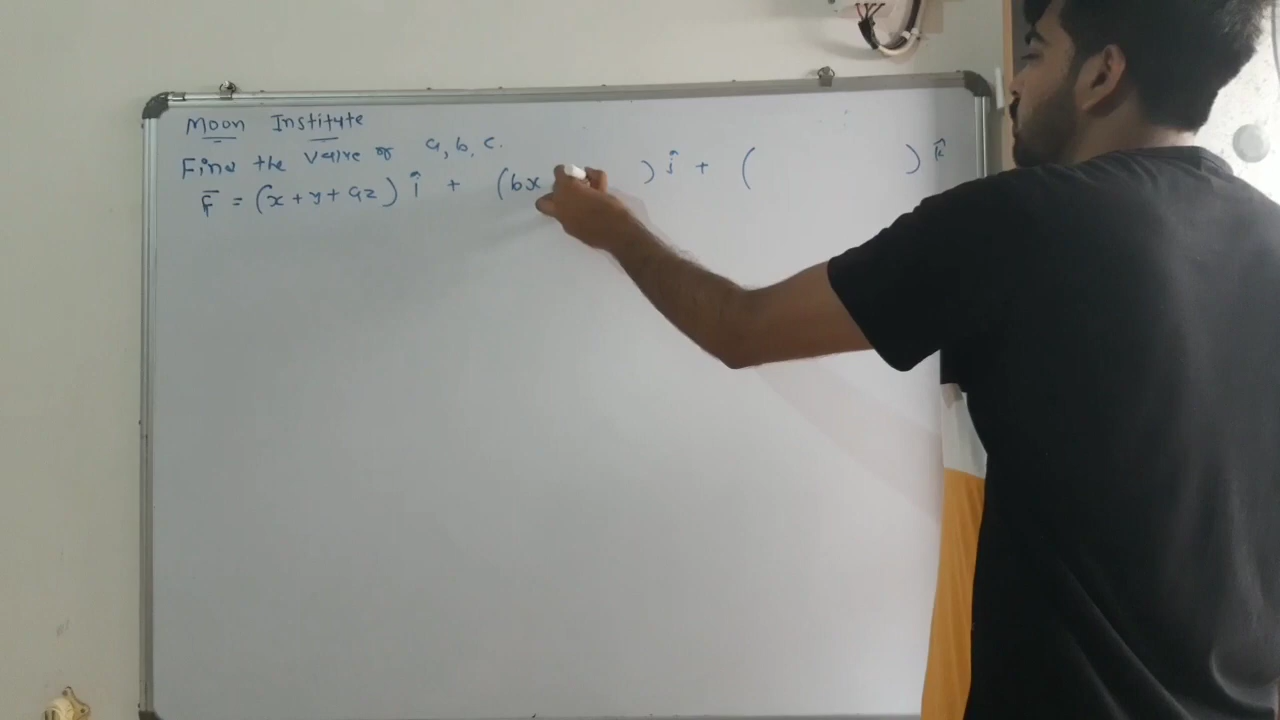 Moon Institute
Find the value of a, b, c.
F̄ = (x + y + az) î + (bx ) ĵ + ( ) k̂